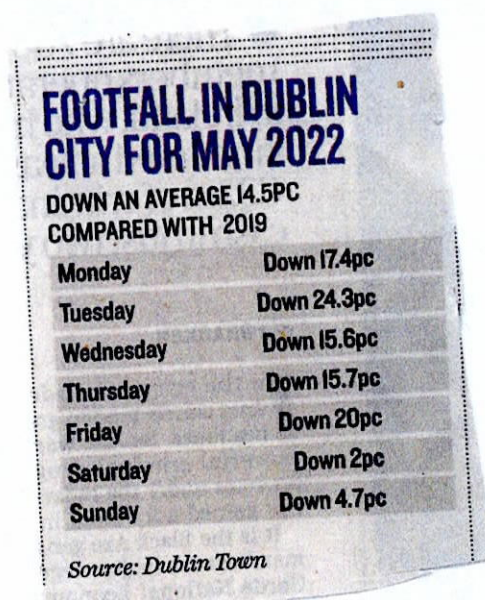 FOOTFALL IN DUBLIN
CITY FOR MAY 2022
DOWN AN AVERAGE 14.5PC
COMPARED WITH 2019
Monday Down 17.4pc
Tuesday Down 24.3pc
Wednesday Down 15.6pc
Thursday Down 15.7pc
Friday Down 20pc
Saturday Down 2pc
Sunday Down 4.7pc
Source: Dublin Town